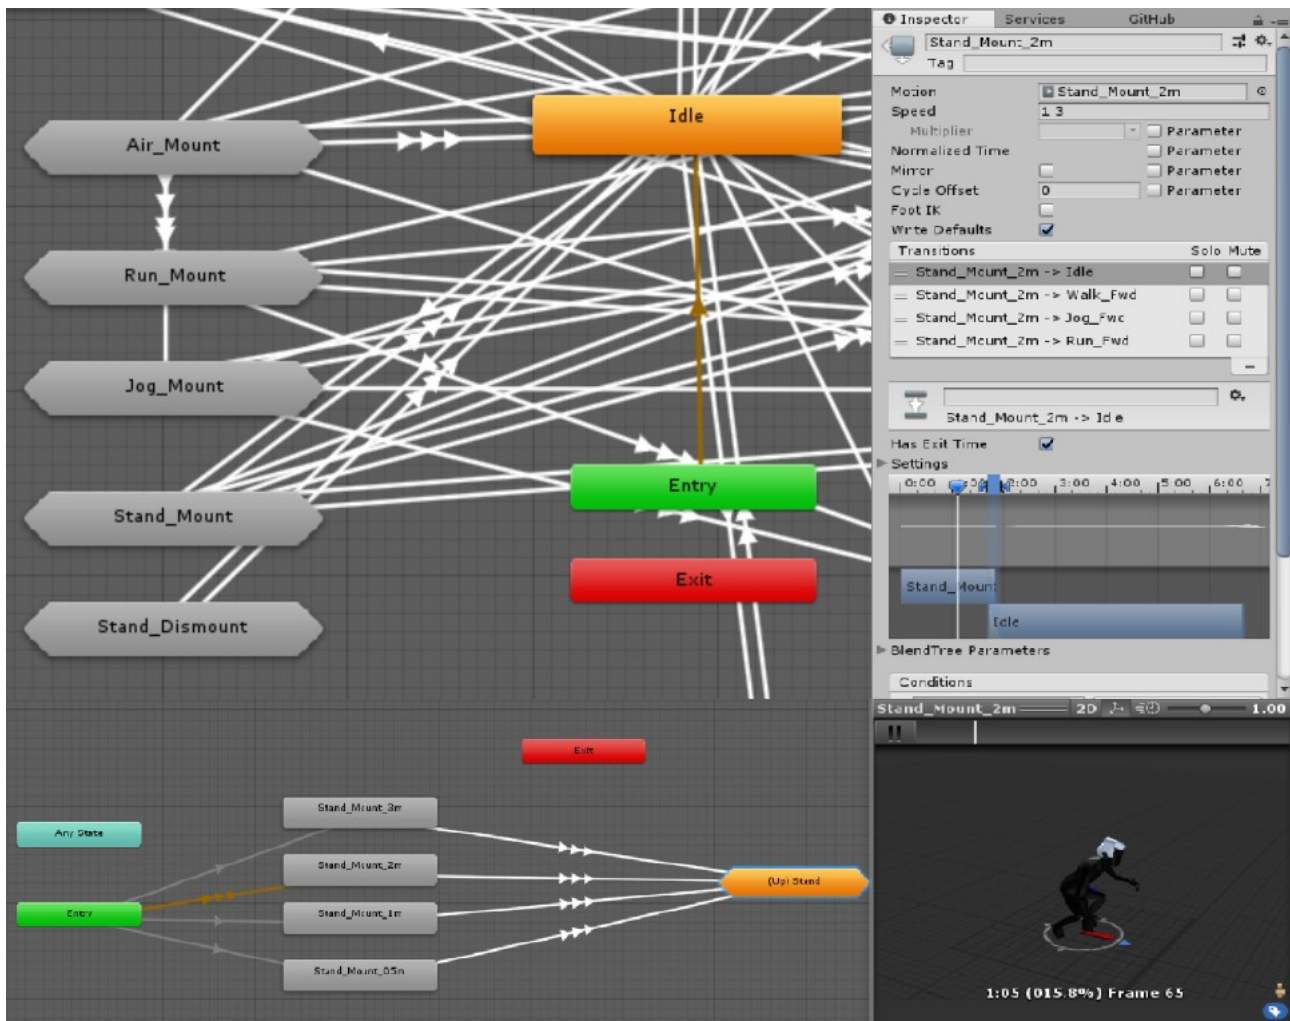 Idle
Air_Mount
Run_Mount
Jog_Mount
Entry
Stand_Mount
Exit
Stand_Dismount
Inspector Services GitHub
Stand_Mount_2m
Tag
Motion Stand_Mount_2m
Speed 1.3
Multiplier Parameter
Normalized Time Parameter
Mirror Parameter
Cycle Offset 0 Parameter
Foot IK
Write Defaults
Transitions Solo Mute
Stand_Mount_2m -> Idle
Stand_Mount_2m -> Walk_Fwd
Stand_Mount_2m -> Jog_Fwd
Stand_Mount_2m -> Run_Fwd
Stand_Mount_2m -> Idle
Has Exit Time
Settings
0:00 2:00 3:00 4:00 5:00 6:00 7
Stand_Mount
Idle
BlendTree Parameters
Conditions
Exit
Any State
Entry
Stand_Mount_3m
Stand_Mount_2m
Stand_Mount_1m
Stand_Mount_05m
(Up) Stand
Stand_Mount_2m 2D 1.00
1:05 (015.8%) Frame 65